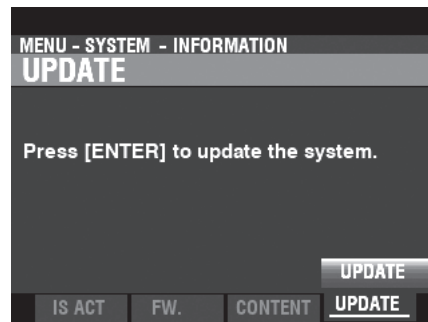 MENU - SYSTEM - INFORMATION
UPDATE
Press [ENTER] to update the system.
UPDATE
IS ACT FW. CONTENT UPDATE